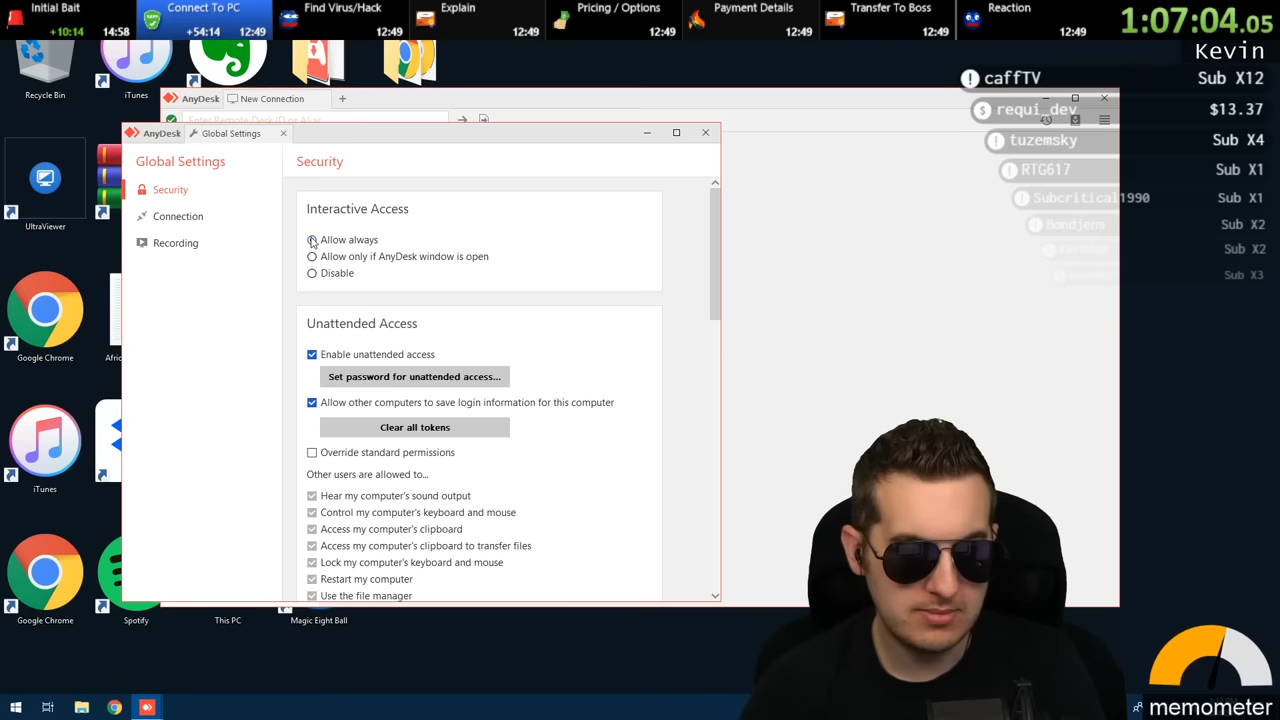 Initial Bait
+10:14
14:58
Connect To PC
+54:14
12:49
Find Virus/Hack
12:49
Explain
12:49
Pricing / Options
12:49
Payment Details
12:49
Transfer To Boss
12:49
Reaction
12:49
1:07:04.05
Kevin
caffTV Sub X12
requi_dev $13.37
tuzemsky Sub X4
RTG617 Sub X1
Subcritical1990 Sub X1
Bondjens Sub X2
Sub X2
Sub X3
Recycle Bin
iTunes
UltraViewer
Google Chrome
Afric
iTunes
Google Chrome
Spotify
This PC
Magic Eight Ball
AnyDesk
New Connection
Enter Remote Desk ID or Alias
AnyDesk
Global Settings
Global Settings
Security
Connection
Recording
Security
Interactive Access
Allow always
Allow only if AnyDesk window is open
Disable
Unattended Access
Enable unattended access
Set password for unattended access...
Allow other computers to save login information for this computer
Clear all tokens
Override standard permissions
Other users are allowed to...
Hear my computer's sound output
Control my computer's keyboard and mouse
Access my computer's clipboard
Access my computer's clipboard to transfer files
Lock my computer's keyboard and mouse
Restart my computer
Use the file manager
memometer